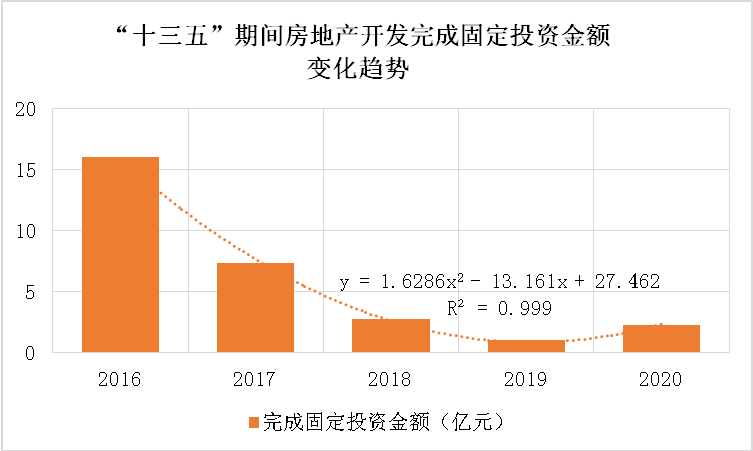 “十三五”期间房地产开发完成固定投资金额
变化趋势
20
15
10
5
0
y = 1.6286x² − 13.161x + 27.462
R² = 0.999
2016 2017 2018 2019 2020
完成固定投资金额（亿元）